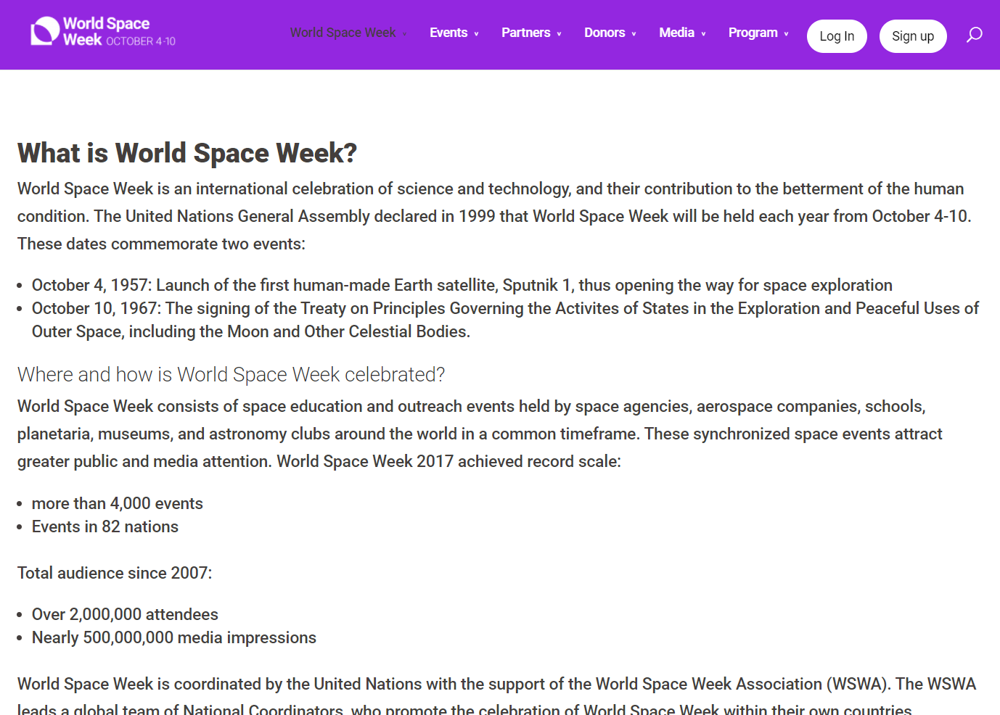 World Space
Week OCTOBER 4-10
World Space Week
Events
Partners
Donors
Media
Program
Log In
Sign up
What is World Space Week?
World Space Week is an international celebration of science and technology, and their contribution to the betterment of the human
condition. The United Nations General Assembly declared in 1999 that World Space Week will be held each year from October 4-10.
These dates commemorate two events:
• October 4, 1957: Launch of the first human-made Earth satellite, Sputnik 1, thus opening the way for space exploration
• October 10, 1967: The signing of the Treaty on Principles Governing the Activites of States in the Exploration and Peaceful Uses of
Outer Space, including the Moon and Other Celestial Bodies.
Where and how is World Space Week celebrated?
World Space Week consists of space education and outreach events held by space agencies, aerospace companies, schools,
planetaria, museums, and astronomy clubs around the world in a common timeframe. These synchronized space events attract
greater public and media attention. World Space Week 2017 achieved record scale:
• more than 4,000 events
• Events in 82 nations
Total audience since 2007:
• Over 2,000,000 attendees
• Nearly 500,000,000 media impressions
World Space Week is coordinated by the United Nations with the support of the World Space Week Association (WSWA). The WSWA
leads a global team of National Coordinators, who promote the celebration of World Space Week within their own countries.